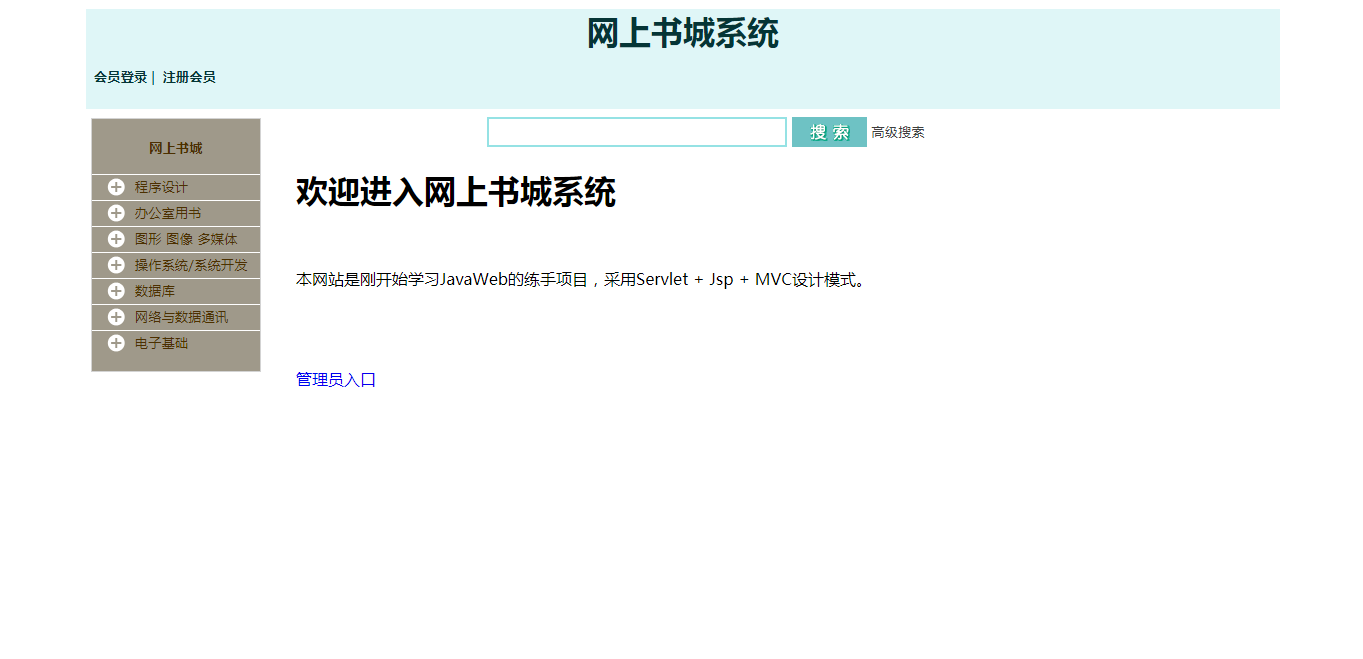 网上书城系统
会员登录 | 注册会员
搜 索 高级搜索
网上书城
程序设计
办公室用书
图形 图像 多媒体
操作系统/系统开发
数据库
网络与数据通讯
电子基础
欢迎进入网上书城系统
本网站是刚开始学习JavaWeb的练手项目，采用Servlet + Jsp + MVC设计模式。
管理员入口